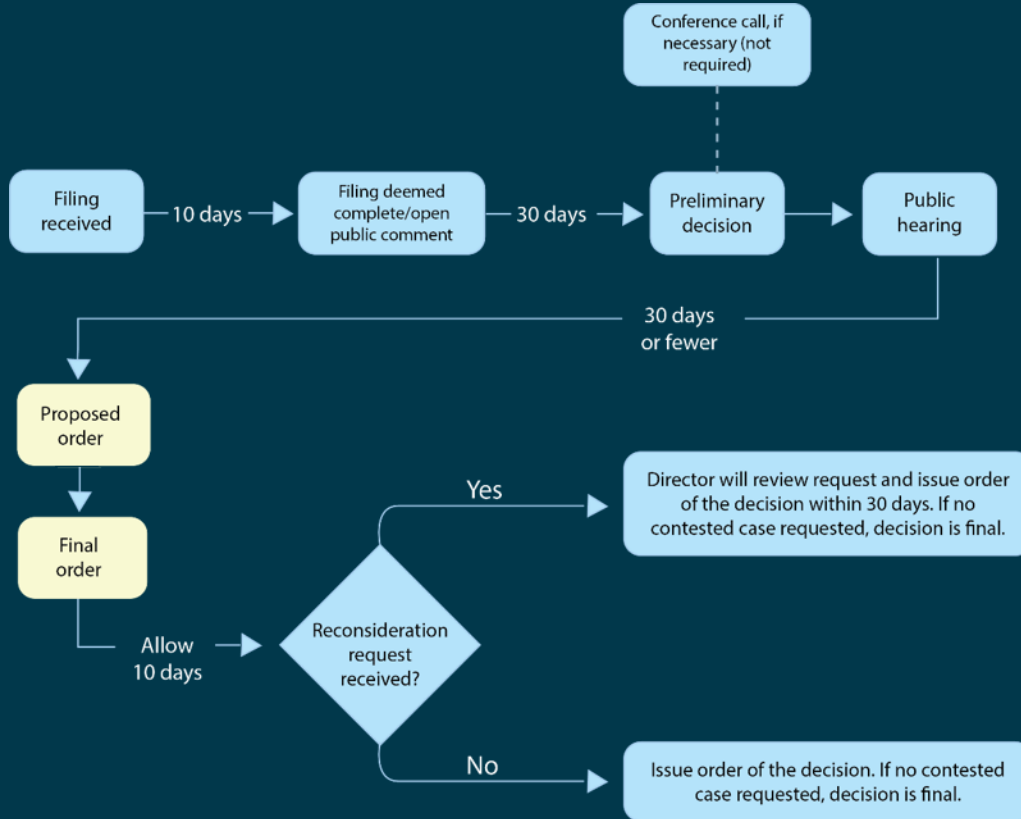 Conference call, if
necessary (not
required)
Filing
received
10 days
Filing deemed
complete/open
public comment
30 days
Preliminary
decision
Public
hearing
30 days
or fewer
Proposed
order
Final
order
Allow
10 days
Reconsideration
request
received?
Yes
Director will review request and issue order
of the decision within 30 days. If no
contested case requested, decision is final.
No
Issue order of the decision. If no contested
case requested, decision is final.